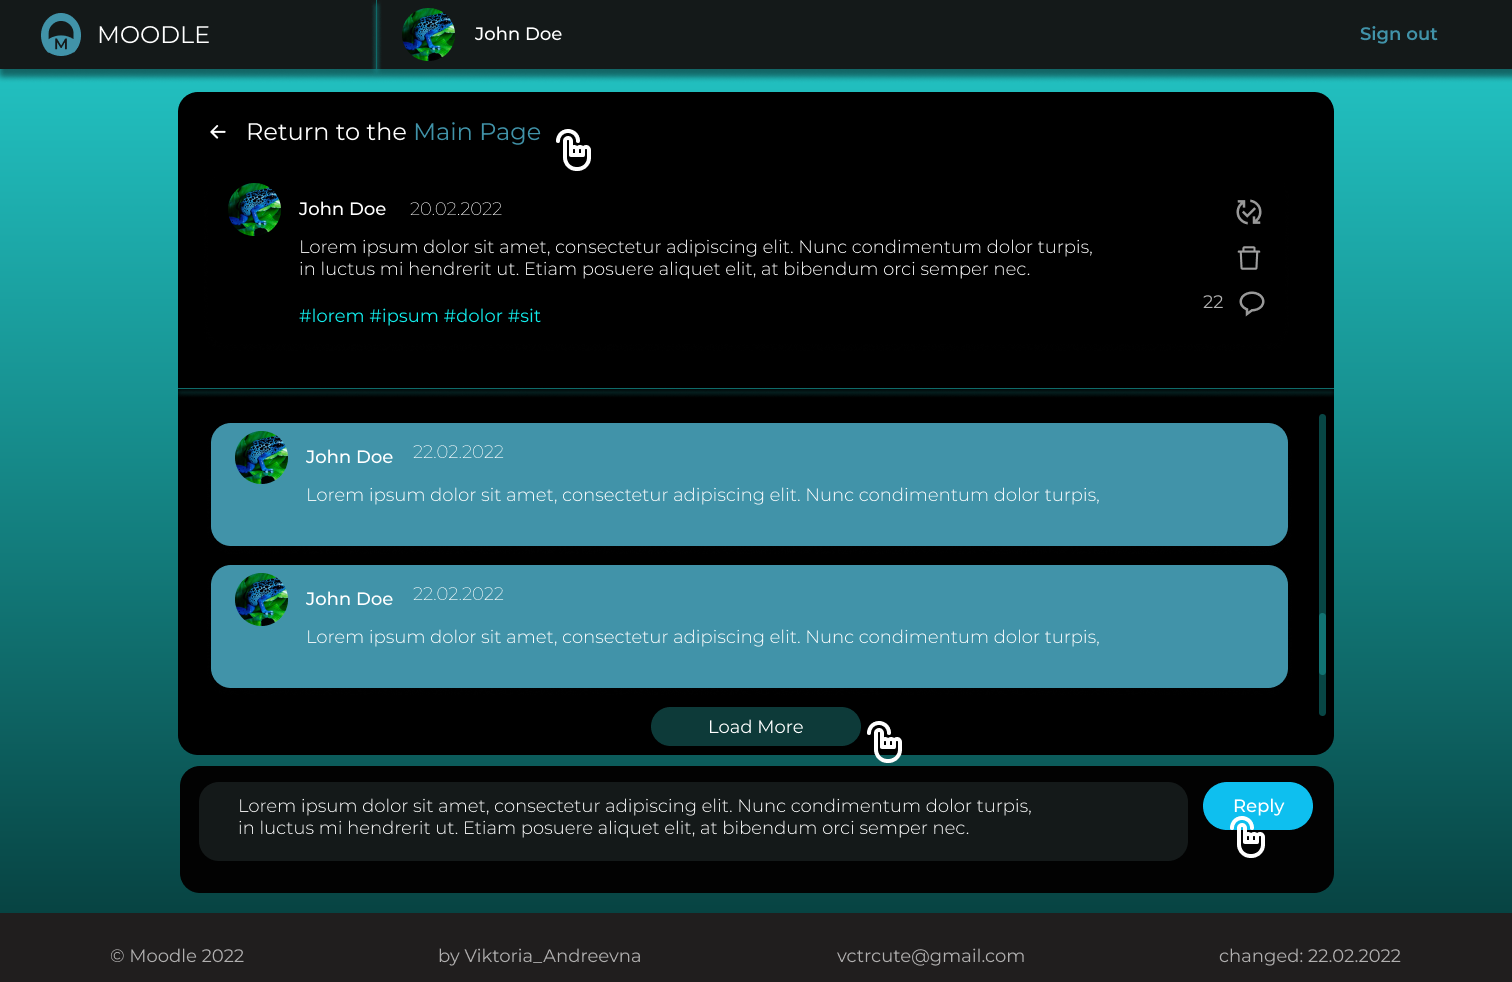 M
MOODLE
John Doe
Sign out
Return to the Main Page
John Doe 20.02.2022
Lorem ipsum dolor sit amet, consectetur adipiscing elit. Nunc condimentum dolor turpis,
in luctus mi hendrerit ut. Etiam posuere aliquet elit, at bibendum orci semper nec.
#lorem #ipsum #dolor #sit
22
John Doe 22.02.2022
Lorem ipsum dolor sit amet, consectetur adipiscing elit. Nunc condimentum dolor turpis,
John Doe 22.02.2022
Lorem ipsum dolor sit amet, consectetur adipiscing elit. Nunc condimentum dolor turpis,
Load More
Lorem ipsum dolor sit amet, consectetur adipiscing elit. Nunc condimentum dolor turpis,
in luctus mi hendrerit ut. Etiam posuere aliquet elit, at bibendum orci semper nec.
Reply
© Moodle 2022
by Viktoria_Andreevna
vctrcute@gmail.com
changed: 22.02.2022